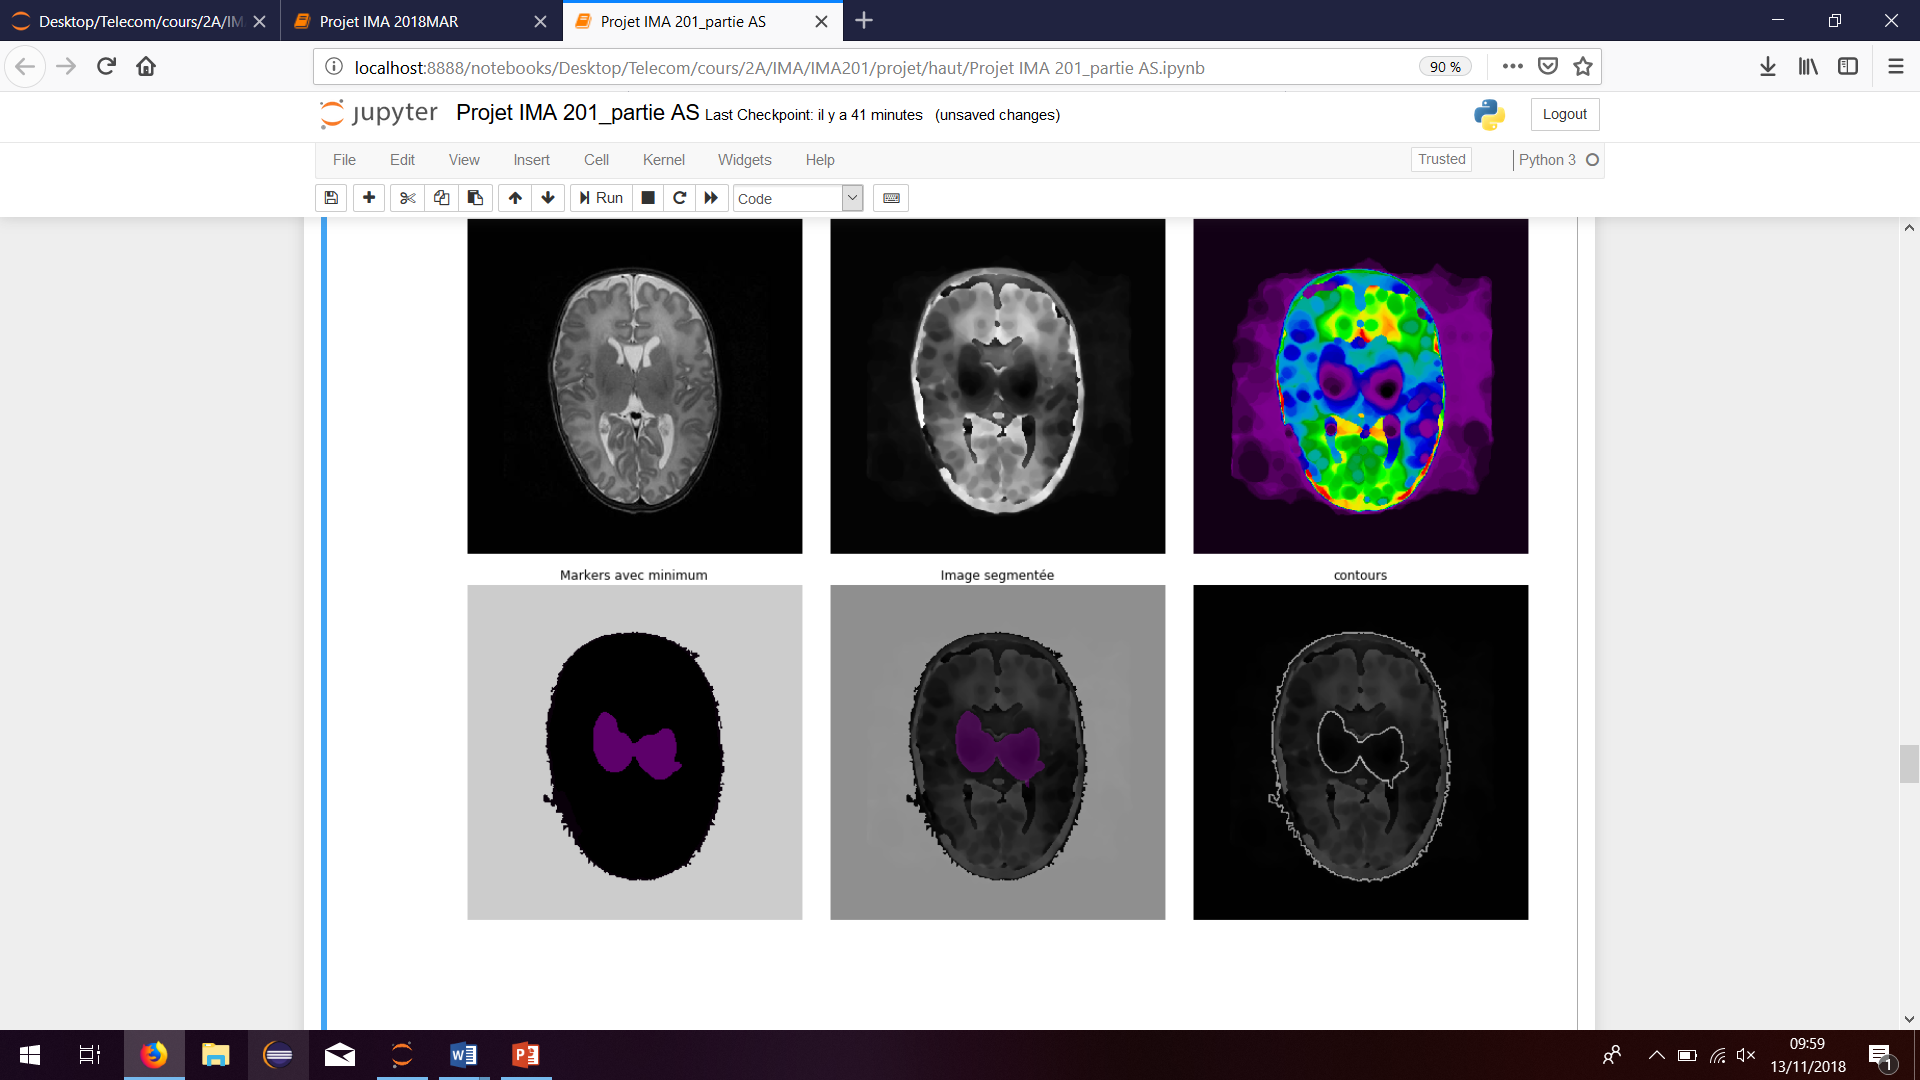 Desktop/Telecom/cours/2A/IM
Projet IMA 2018MAR
Projet IMA 201_partie AS
localhost:8888/notebooks/Desktop/Telecom/cours/2A/IMA/IMA201/projet/haut/Projet IMA 201_partie AS.ipynb
90 %
jupyter Projet IMA 201_partie AS Last Checkpoint: il y a 41 minutes (unsaved changes)
Logout
File Edit View Insert Cell Kernel Widgets Help
Trusted
Python 3
Run
Code
Markers avec minimum
Image segmentée
contours
09:59
13/11/2018
1